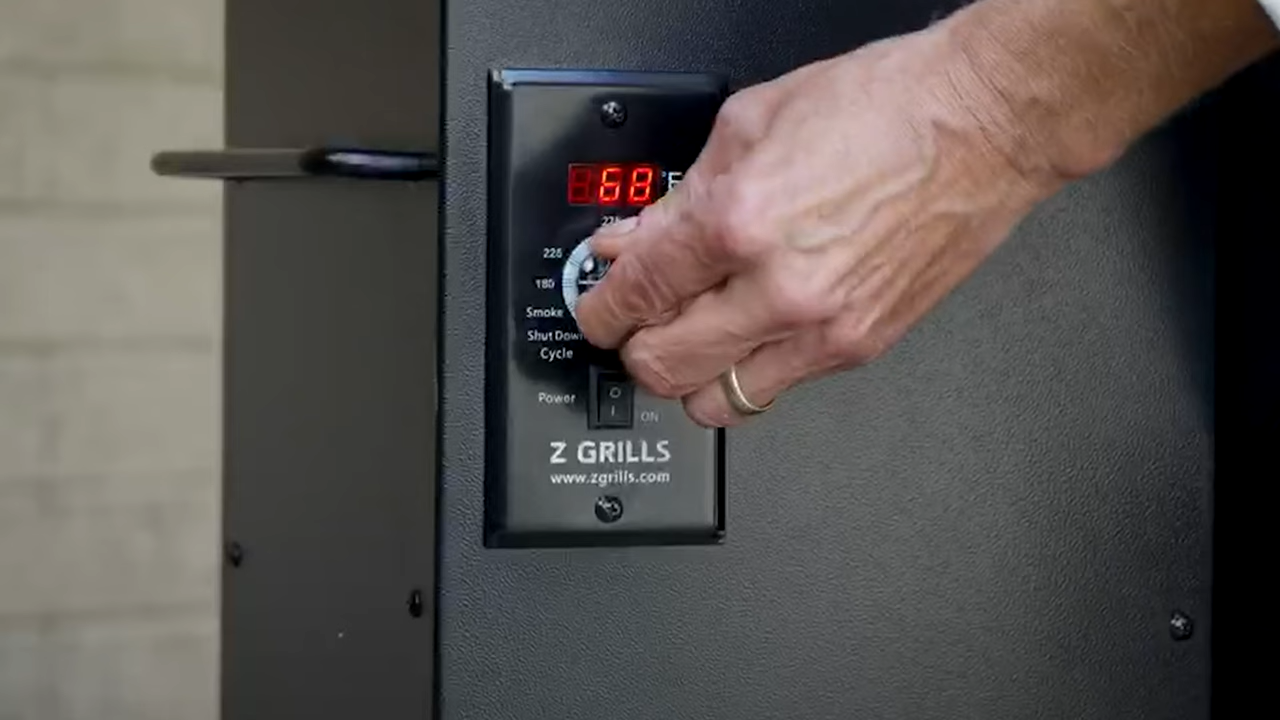 68 °F
225
180
Smoke
Shut Down
Cycle
Power
O
I
ON
Z GRILLS
www.zgrills.com